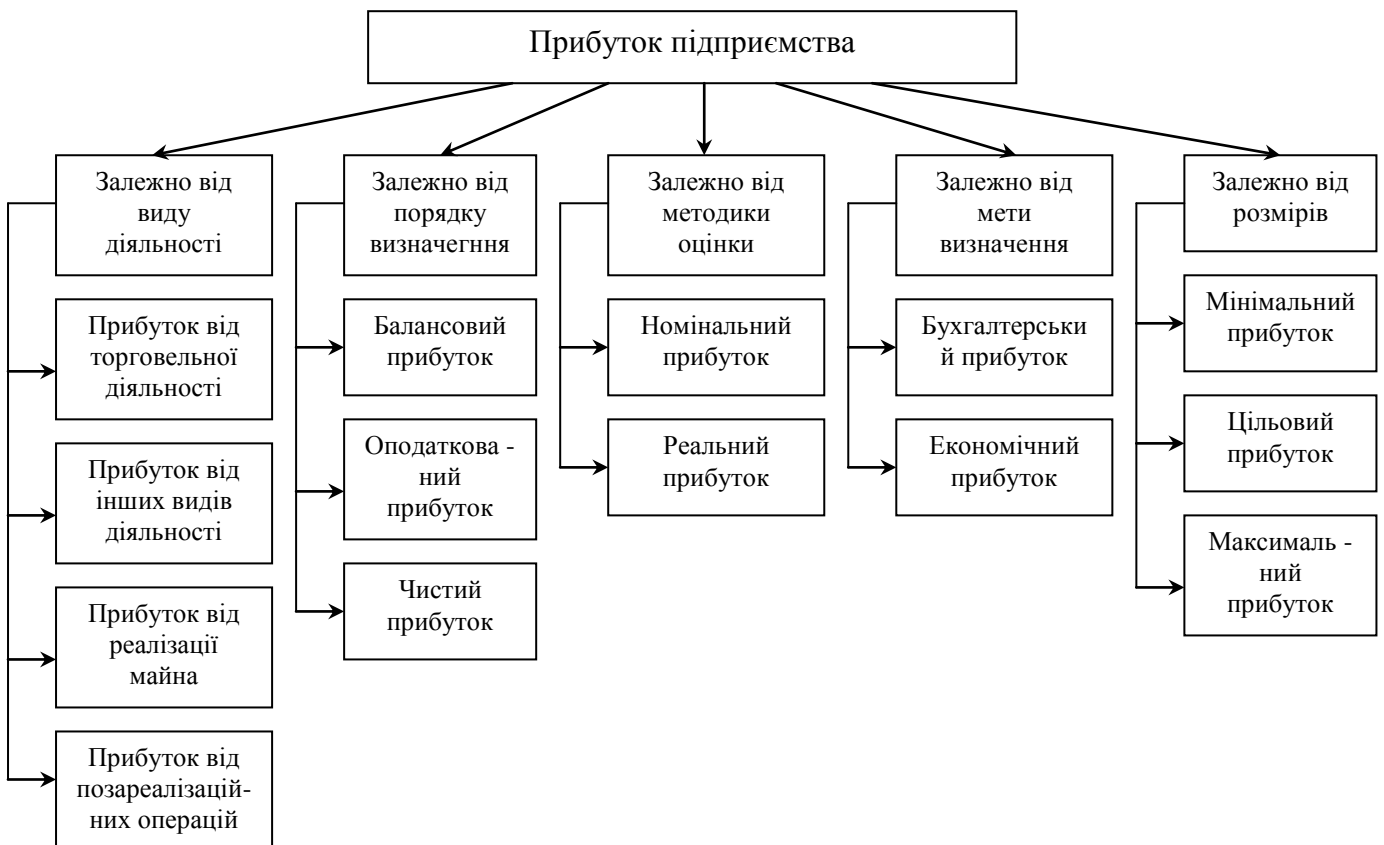 Прибуток підприємства
Залежно від
виду
діяльності
Прибуток від
торговельної
діяльності
Прибуток від
інших видів
діяльності
Прибуток від
реалізації
майна
Прибуток від
позареалізацій-
них операцій
Залежно від
порядку
визначегння
Балансовий
прибуток
Оподаткова -
ний
прибуток
Чистий
прибуток
Залежно від
методики
оцінки
Номінальний
прибуток
Реальний
прибуток
Залежно від
мети
визначення
Бухгалтерськи
й прибуток
Економічний
прибуток
Залежно від
розмірів
Мінімальний
прибуток
Цільовий
прибуток
Максималь -
ний
прибуток